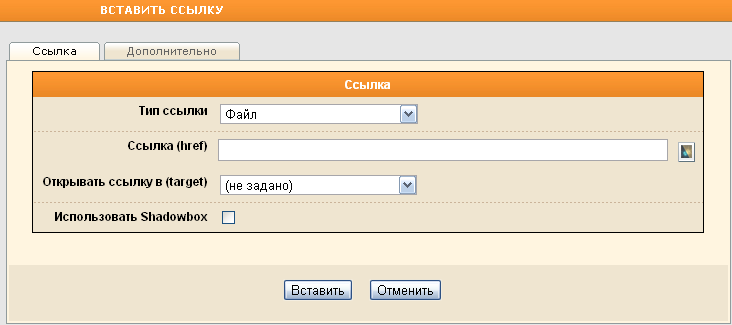 ВСТАВИТЬ ССЫЛКУ
Ссылка Дополнительно
Ссылка
Тип ссылки Файл
Ссылка (href)
Открывать ссылку в (target) (не задано)
Использовать Shadowbox
Вставить Отменить